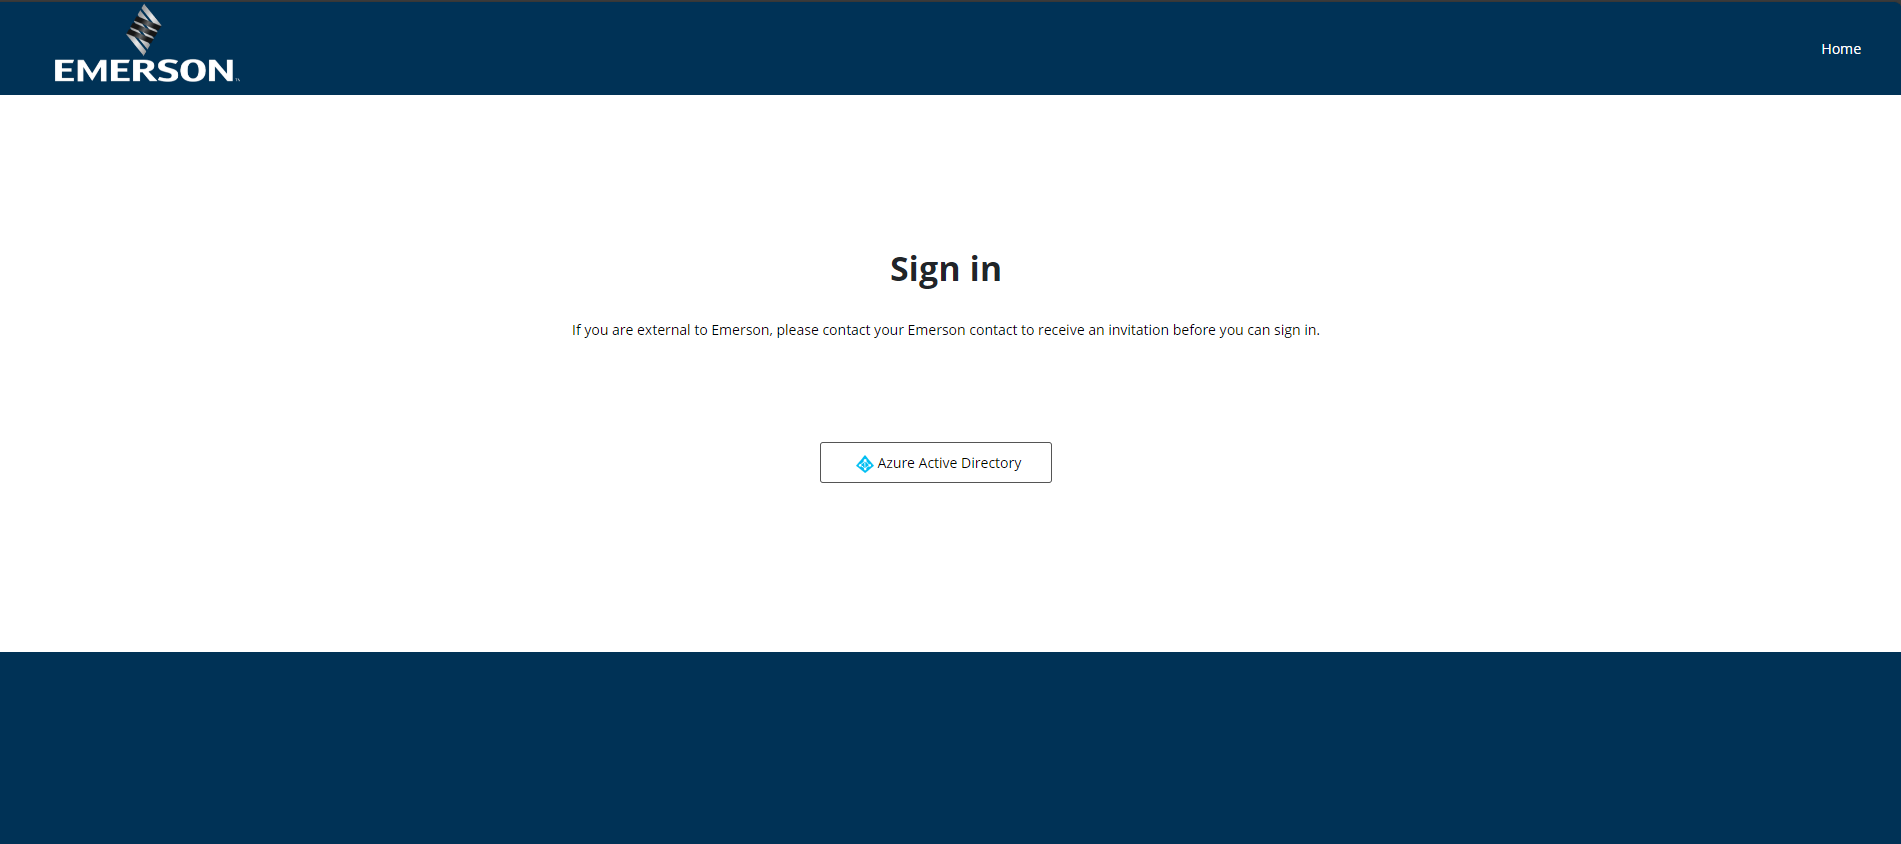 EMERSON
Home
Sign in
If you are external to Emerson, please contact your Emerson contact to receive an invitation before you can sign in.
Azure Active Directory